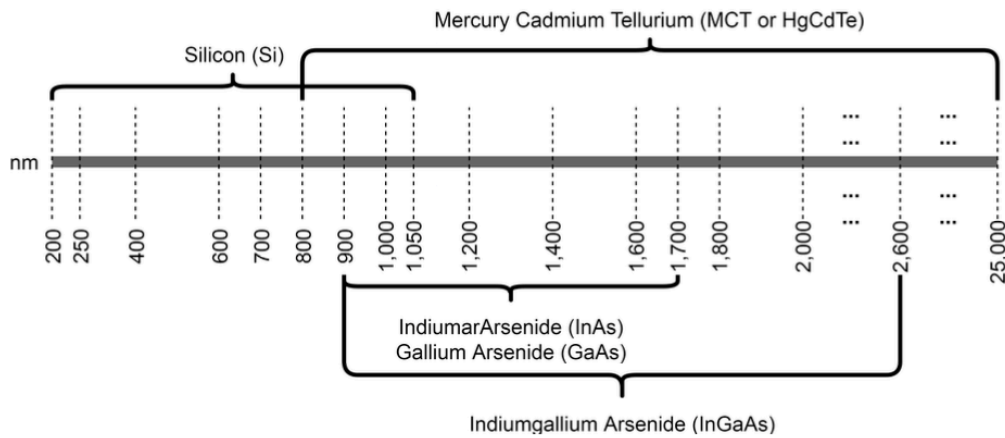 Mercury Cadmium Tellurium (MCT or HgCdTe)
Silicon (Si)
... ...
... ...
nm
... ...
... ...
200 250 400 600 700 800 900 1,000 1,050 1,200 1,400 1,600 1,700 1,800 2,000 2,600 25,000
IndiumarArsenide (InAs)
Gallium Arsenide (GaAs)
Indiumgallium Arsenide (InGaAs)